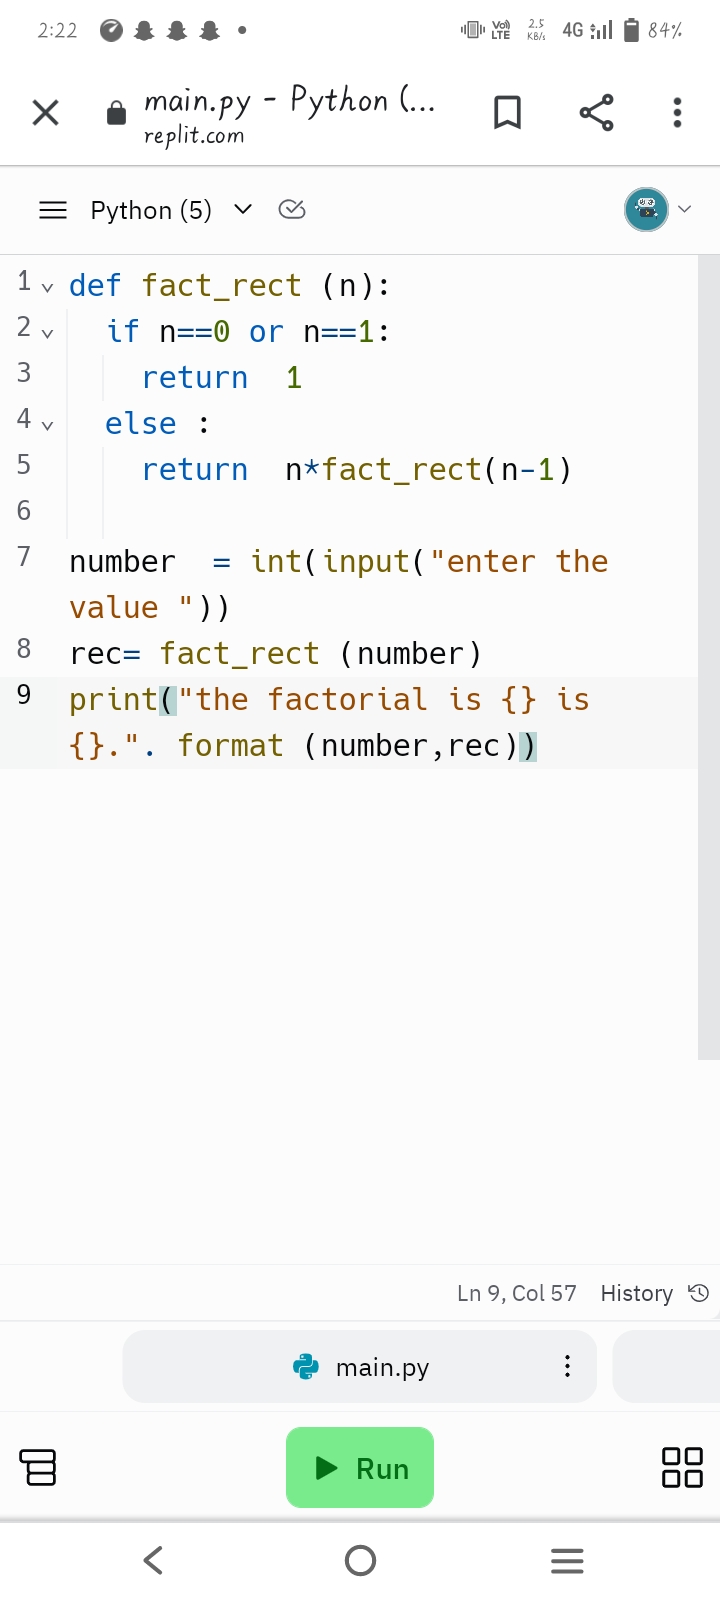 2:22 VoD LTE 2.5 KB/s 4G 84%
main.py - Python (...
replit.com
Python (5)
1 def fact_rect (n):
2 if n==0 or n==1:
3 return 1
4 else :
5 return n*fact_rect(n-1)
6
7 number = int(input("enter the
value "))
8 rec= fact_rect (number)
9 print("the factorial is {} is
{}.". format (number,rec))
Ln 9, Col 57 History
main.py
Run